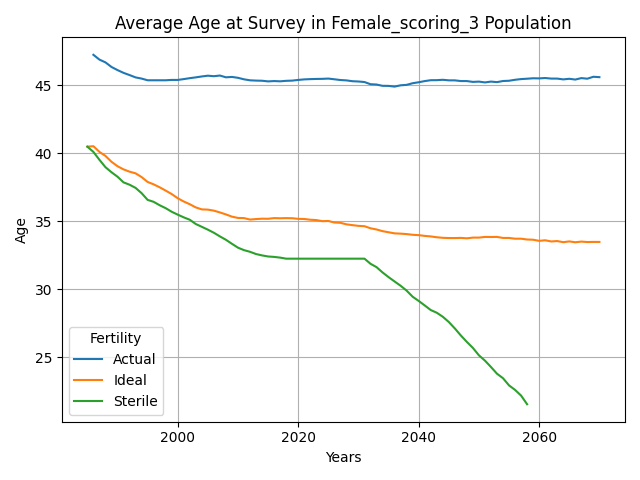 Average Age at Survey in Female_scoring_3 Population
Age
45
40
35
30
25
Fertility
Actual
Ideal
Sterile
2000
2020
2040
2060
Years